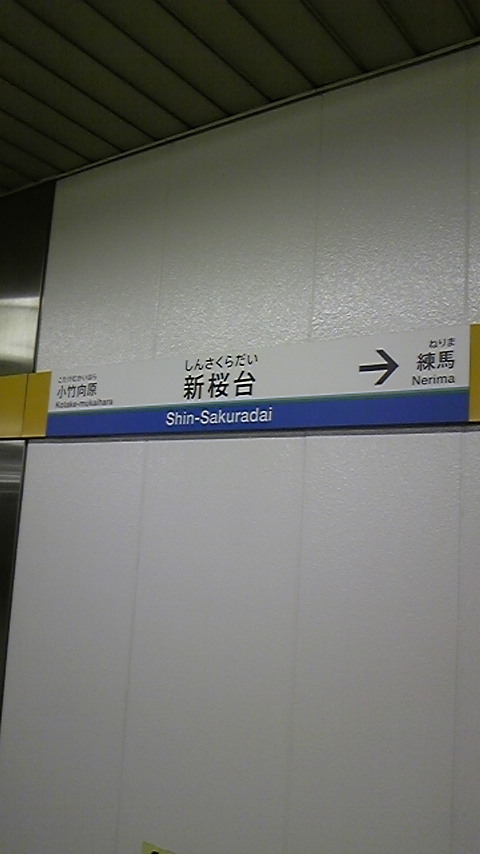 こたけむかいはら
小竹向原
Kotake-mukaihara
しんさくらだい
新桜台
Shin-Sakuradai
→
ねりま
練馬
Nerima